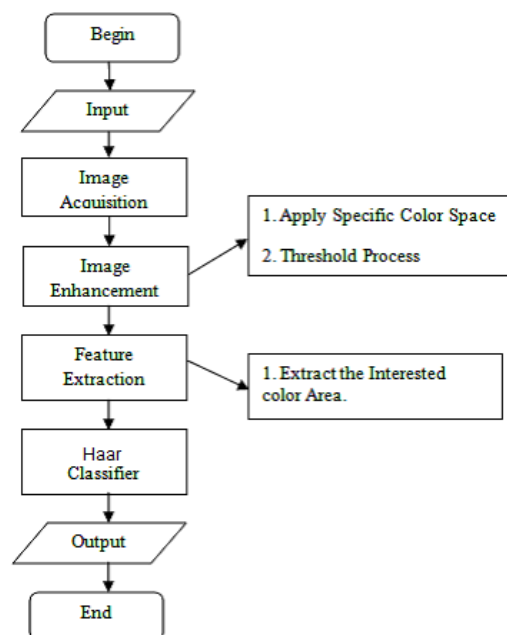 Begin
Input
Image
Acquisition
1. Apply Specific Color Space
2. Threshold Process
Image
Enhancement
Feature
Extraction
1. Extract the Interested
color Area.
Haar
Classifier
Output
End